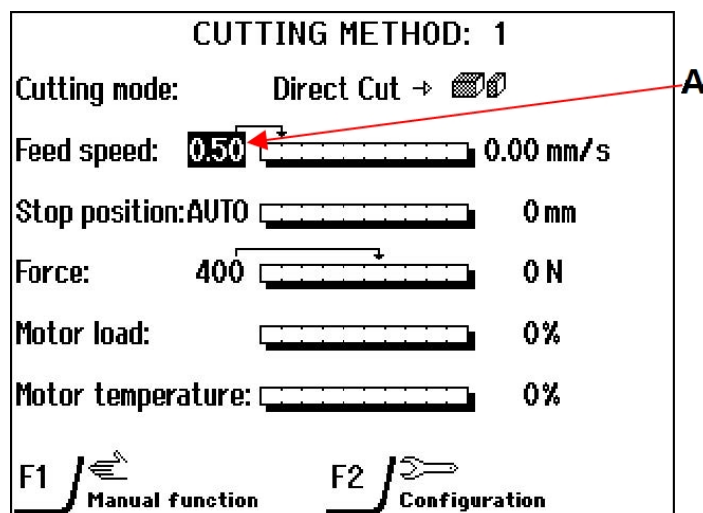 CUTTING METHOD: 1
Cutting mode: Direct Cut
A
Feed speed: 0.50 0.00 mm/s
Stop position: AUTO 0 mm
Force: 400 0 N
Motor load: 0%
Motor temperature: 0%
F1 Manual function F2 Configuration